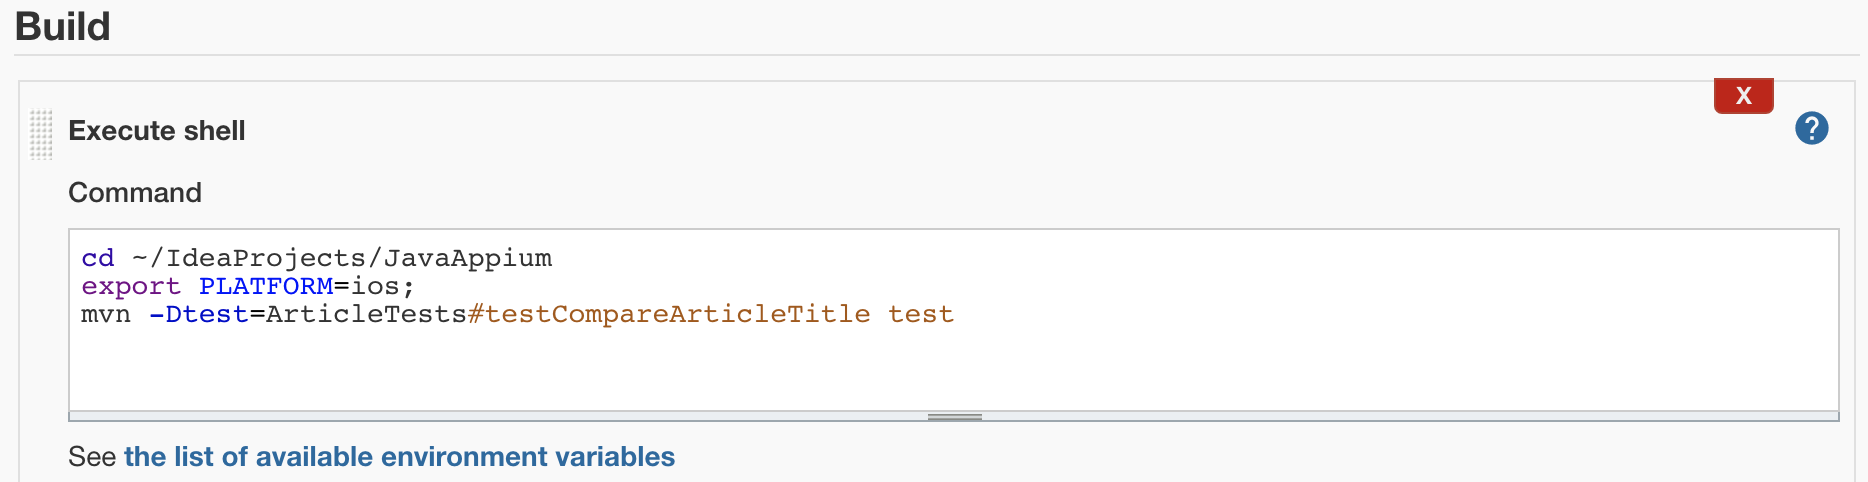 Build
X
Execute shell
?
Command
cd ~/IdeaProjects/JavaAppium
export PLATFORM=ios;
mvn -Dtest=ArticleTests#testCompareArticleTitle test
See the list of available environment variables